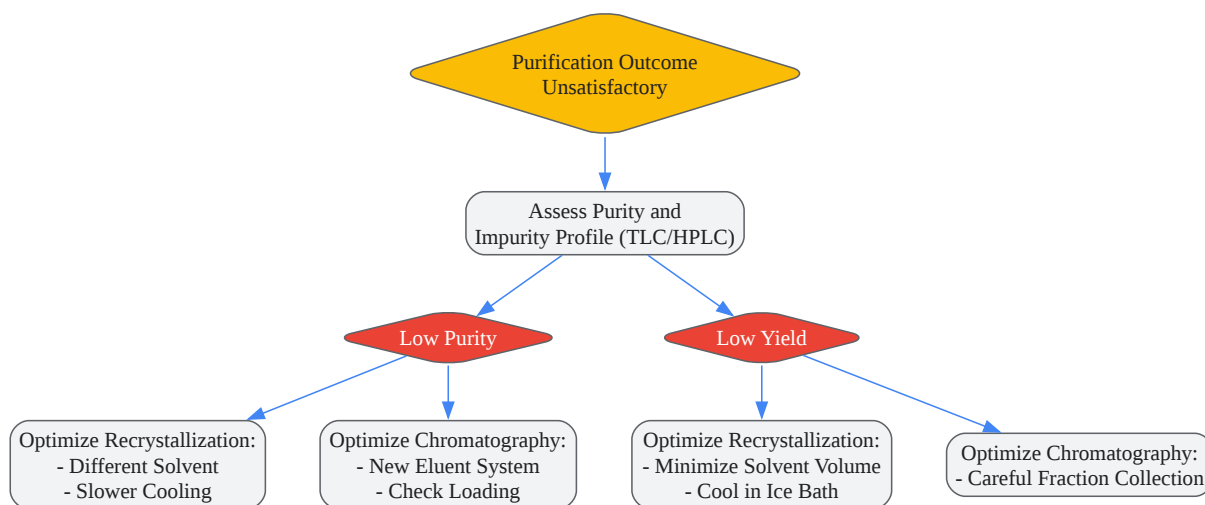 Purification Outcome
Unsatisfactory
Assess Purity and
Impurity Profile (TLC/HPLC)
Low Purity
Low Yield
Optimize Recrystallization:
- Different Solvent
- Slower Cooling
Optimize Chromatography:
- New Eluent System
- Check Loading
Optimize Recrystallization:
- Minimize Solvent Volume
- Cool in Ice Bath
Optimize Chromatography:
- Careful Fraction Collection